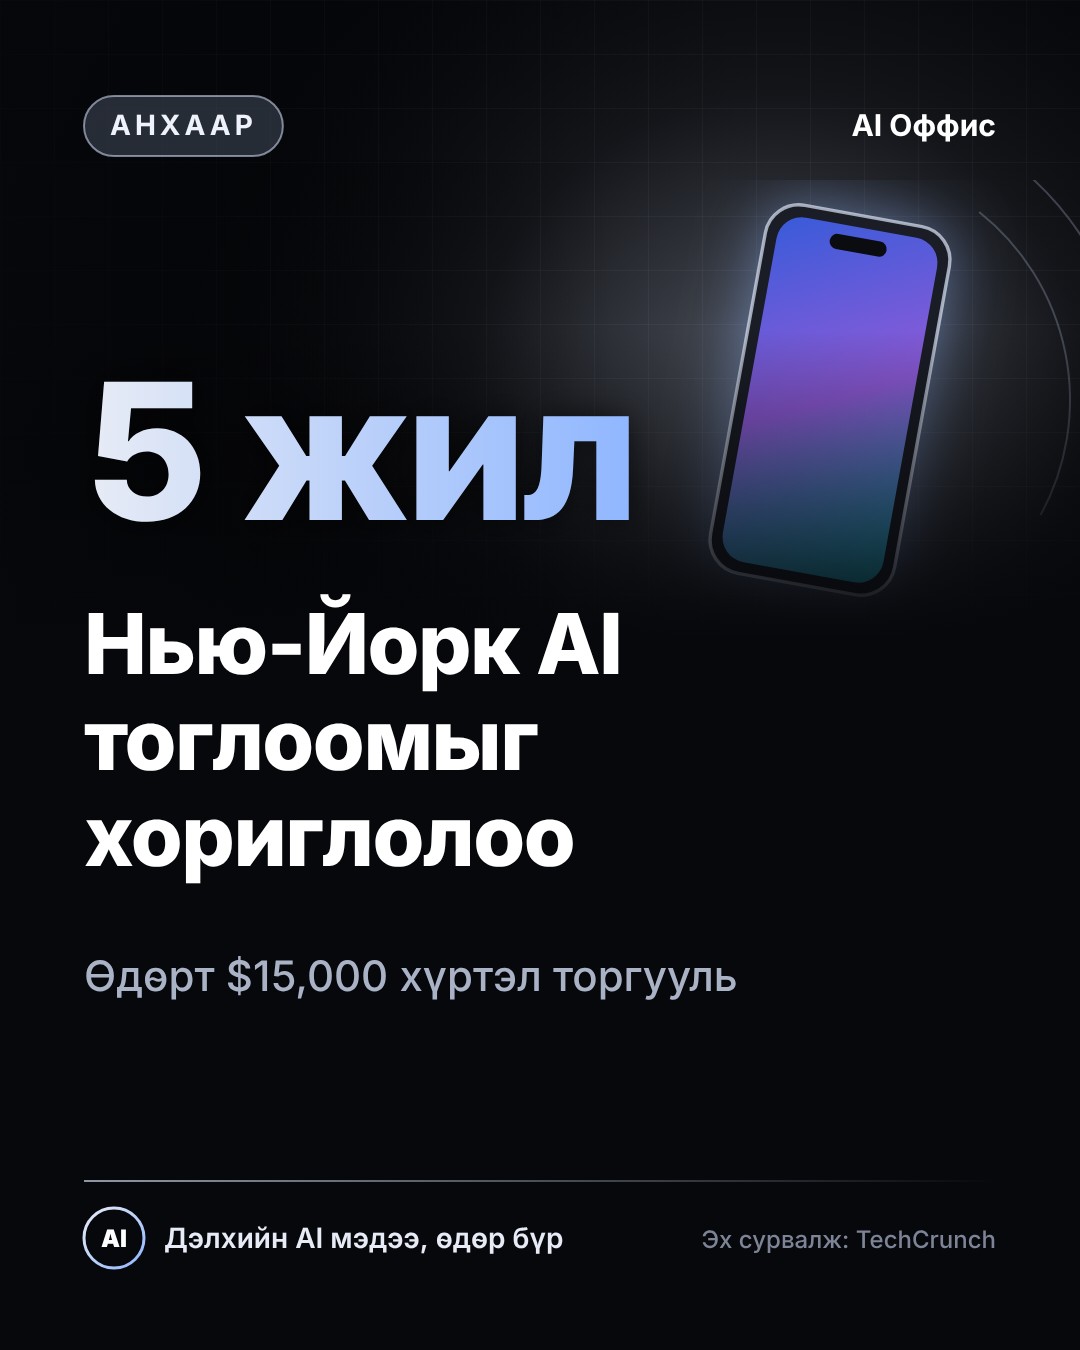 АНХААР
AI Оффис
5 жил
Нью-Йорк AI
тоглоомыг
хориглолоо
Өдөрт $15,000 хүртэл торгууль
AI
Дэлхийн AI мэдээ, өдөр бүр
Эх сурвалж: TechCrunch